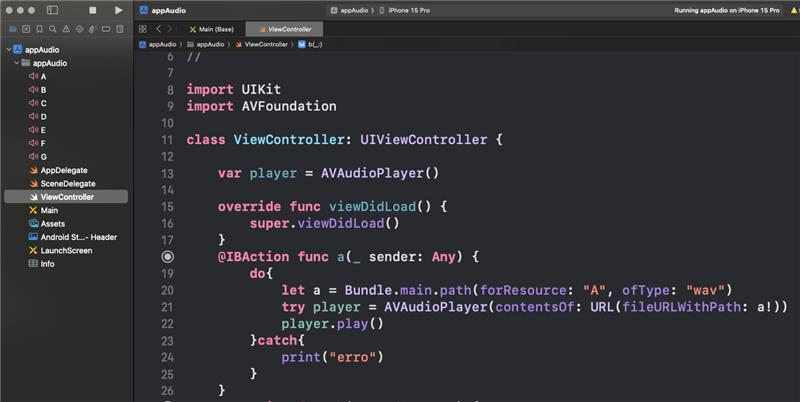 appAudio
appAudio 〉 iPhone 15 Pro
Running appAudio on iPhone 15 Pro
Main (Base)
ViewController
appAudio 〉 appAudio 〉 ViewController 〉 M b(_:)
appAudio
appAudio
A
B
C
D
E
F
G
AppDelegate
SceneDelegate
ViewController
Main
Assets
Android St...- Header
LaunchScreen
Info
6 //
7
8 import UIKit
9 import AVFoundation
10
11 class ViewController: UIViewController {
12
13 var player = AVAudioPlayer()
14
15 override func viewDidLoad() {
16 super.viewDidLoad()
17 }
@IBAction func a(_ sender: Any) {
19 do{
20 let a = Bundle.main.path(forResource: "A", ofType: "wav")
21 try player = AVAudioPlayer(contentsOf: URL(fileURLWithPath: a!))
22 player.play()
23 }catch{
24 print("erro")
25 }
26 }